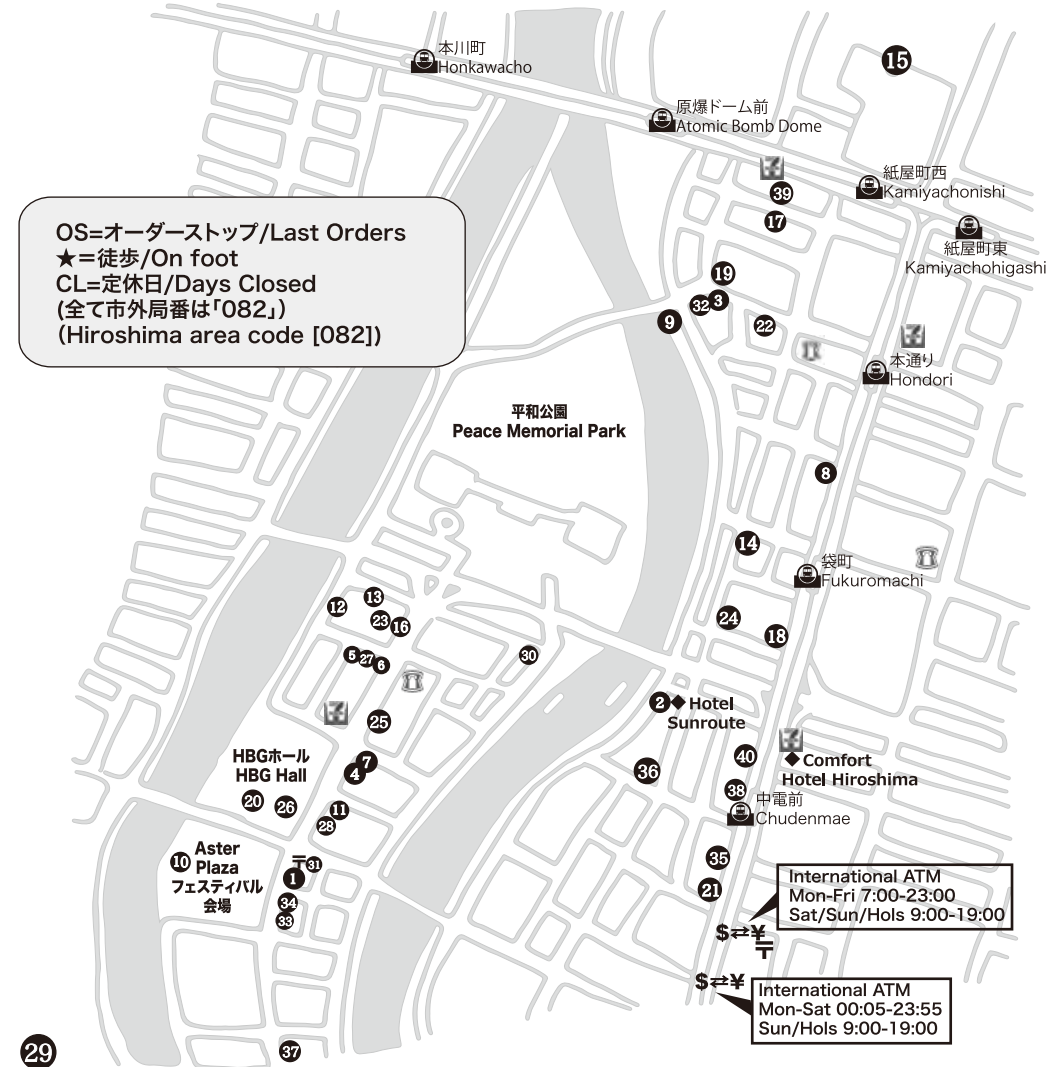 本川町
Honkawacho
15
原爆ドーム前
Atomic Bomb Dome
紙屋町西
Kamiyachonishi
39
17
紙屋町東
Kamiyachohigashi
OS=オーダーストップ/Last Orders
★=徒歩/On foot
CL=定休日/Days Closed
(全て市外局番は「082」)
(Hiroshima area code [082])
19
32
3
9
22
本通り
Hondori
平和公園
Peace Memorial Park
8
14
袋町
Fukuromachi
13
12
23
16
24
18
5
27
6
30
2
◆ Hotel
Sunroute
25
HBGホール
HBG Hall
7
4
36
40
◆ Comfort
Hotel Hiroshima
20
26
11
28
38
中電前
Chudenmae
10
Aster
Plaza
フェスティバル
会場
〒
31
1
34
33
35
21
International ATM
Mon-Fri 7:00-23:00
Sat/Sun/Hols 9:00-19:00
$⇄¥
〒
$⇄¥
International ATM
Mon-Sat 00:05-23:55
Sun/Hols 9:00-19:00
29
37